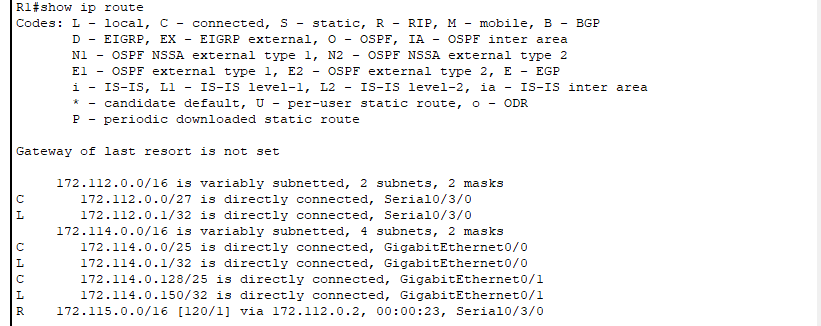 R1#show ip route
Codes: L - local, C - connected, S - static, R - RIP, M - mobile, B - BGP
D - EIGRP, EX - EIGRP external, O - OSPF, IA - OSPF inter area
N1 - OSPF NSSA external type 1, N2 - OSPF NSSA external type 2
E1 - OSPF external type 1, E2 - OSPF external type 2, E - EGP
i - IS-IS, L1 - IS-IS level-1, L2 - IS-IS level-2, ia - IS-IS inter area
* - candidate default, U - per-user static route, o - ODR
P - periodic downloaded static route
Gateway of last resort is not set
172.112.0.0/16 is variably subnetted, 2 subnets, 2 masks
C 172.112.0.0/27 is directly connected, Serial0/3/0
L 172.112.0.1/32 is directly connected, Serial0/3/0
172.114.0.0/16 is variably subnetted, 4 subnets, 2 masks
C 172.114.0.0/25 is directly connected, GigabitEthernet0/0
L 172.114.0.1/32 is directly connected, GigabitEthernet0/0
C 172.114.0.128/25 is directly connected, GigabitEthernet0/1
L 172.114.0.150/32 is directly connected, GigabitEthernet0/1
R 172.115.0.0/16 [120/1] via 172.112.0.2, 00:00:23, Serial0/3/0